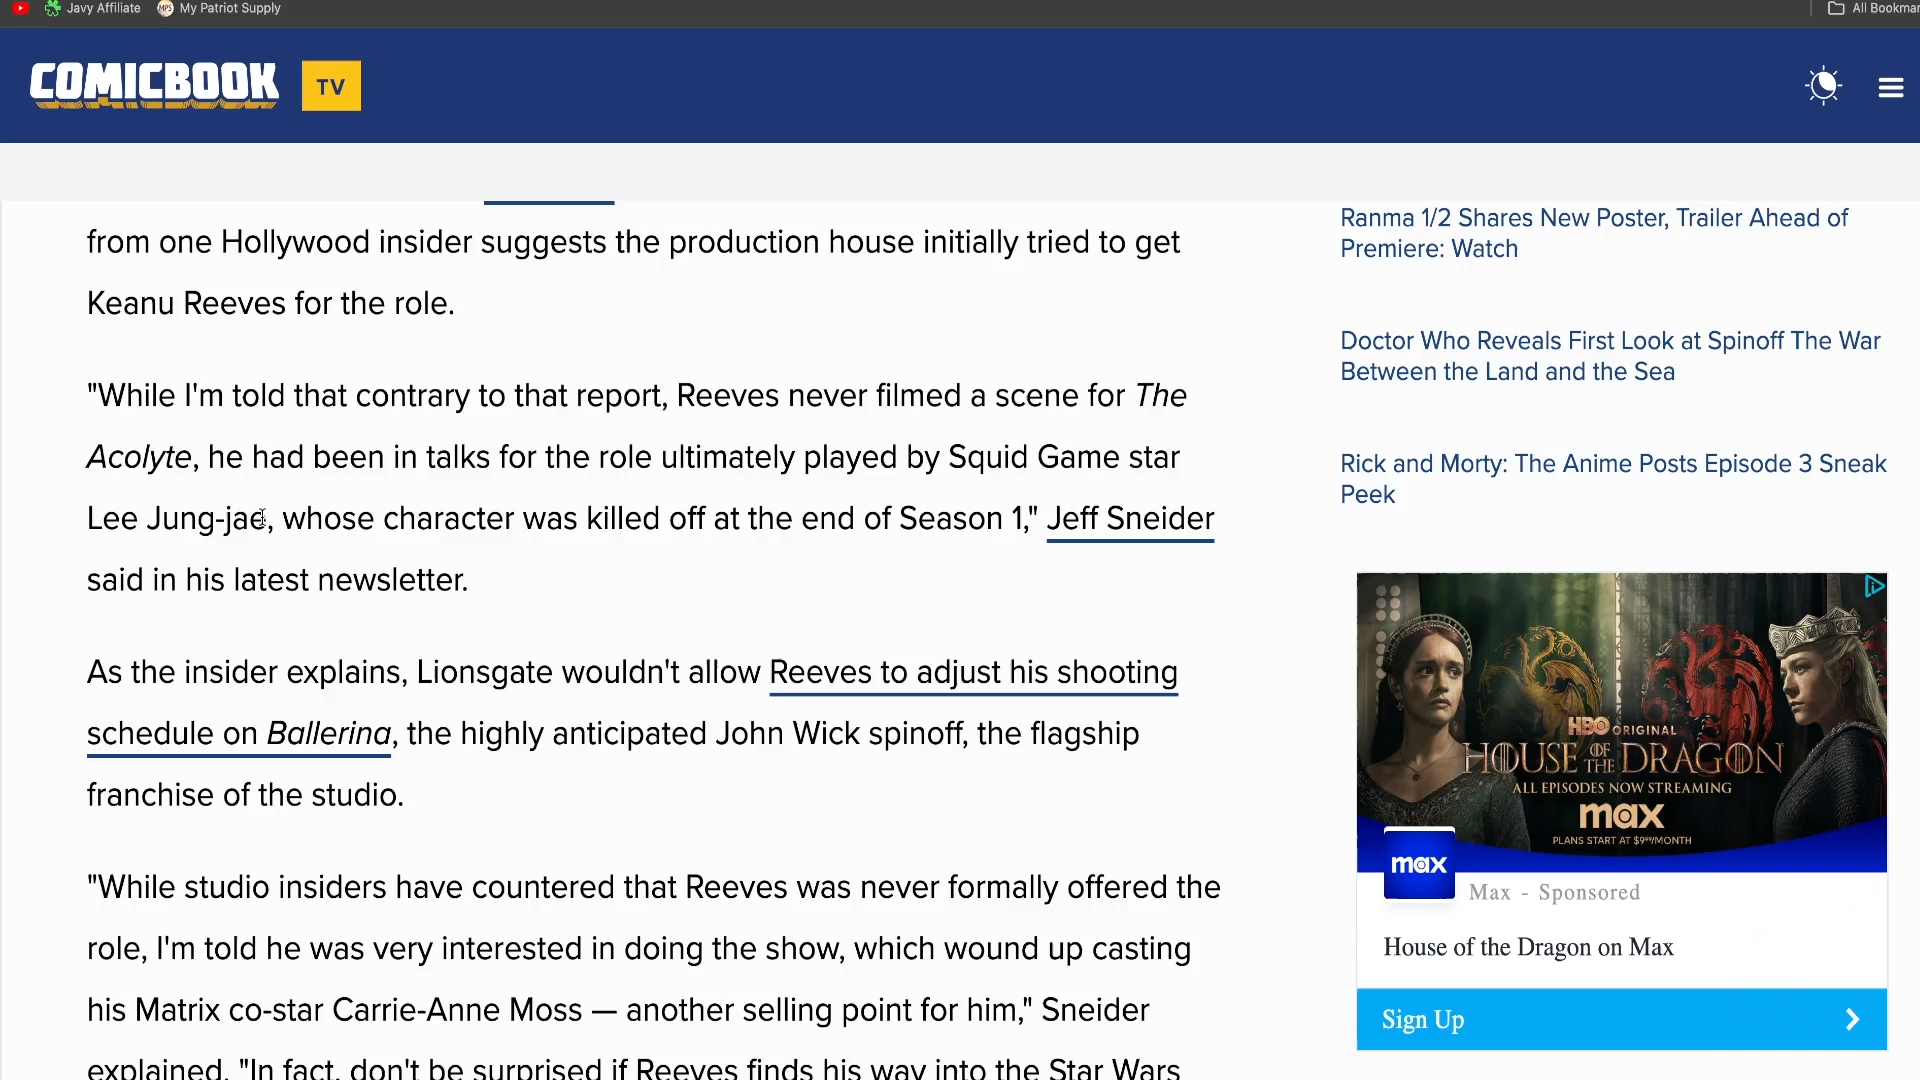 Javy Affiliate
My Patriot Supply
All Bookmar
COMICBOOK
TV
from one Hollywood insider suggests the production house initially tried to get
Keanu Reeves for the role.
"While I'm told that contrary to that report, Reeves never filmed a scene for The
Acolyte, he had been in talks for the role ultimately played by Squid Game star
Lee Jung-jae, whose character was killed off at the end of Season 1," Jeff Sneider
said in his latest newsletter.
As the insider explains, Lionsgate wouldn't allow Reeves to adjust his shooting
schedule on Ballerina, the highly anticipated John Wick spinoff, the flagship
franchise of the studio.
"While studio insiders have countered that Reeves was never formally offered the
role, I'm told he was very interested in doing the show, which wound up casting
his Matrix co-star Carrie-Anne Moss — another selling point for him," Sneider
explained. "In fact, don't be surprised if Reeves finds his way into the Star Wars
Ranma 1/2 Shares New Poster, Trailer Ahead of
Premiere: Watch
Doctor Who Reveals First Look at Spinoff The War
Between the Land and the Sea
Rick and Morty: The Anime Posts Episode 3 Sneak
Peek
HBO ORIGINAL
HOUSE OF THE DRAGON
ALL EPISODES NOW STREAMING
max
PLANS START AT $9.99/MONTH
max
Max - Sponsored
House of the Dragon on Max
Sign Up